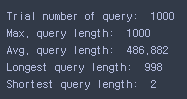 Trial number of query: 1000
Max, query length: 1000
Avg, query length: 486,882
Longest query length: 998
Shortest query length: 2